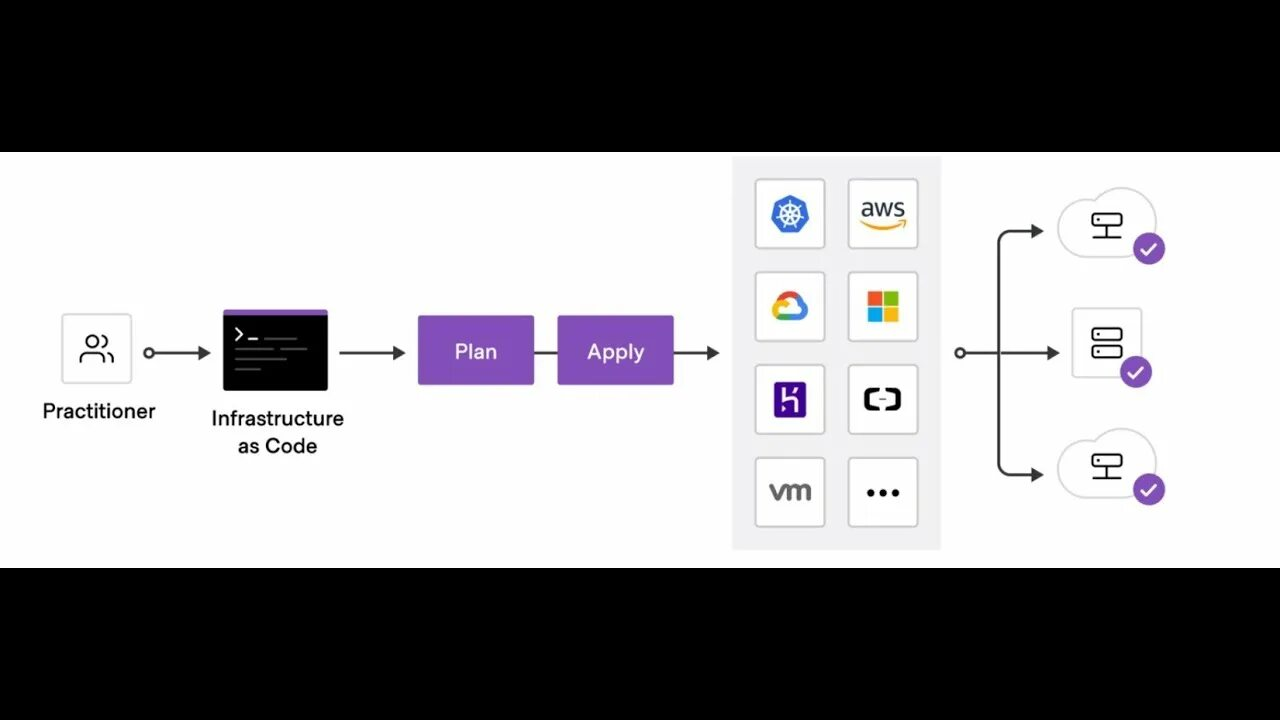 Practitioner
Infrastructure
as Code
Plan
Apply
aws
vm